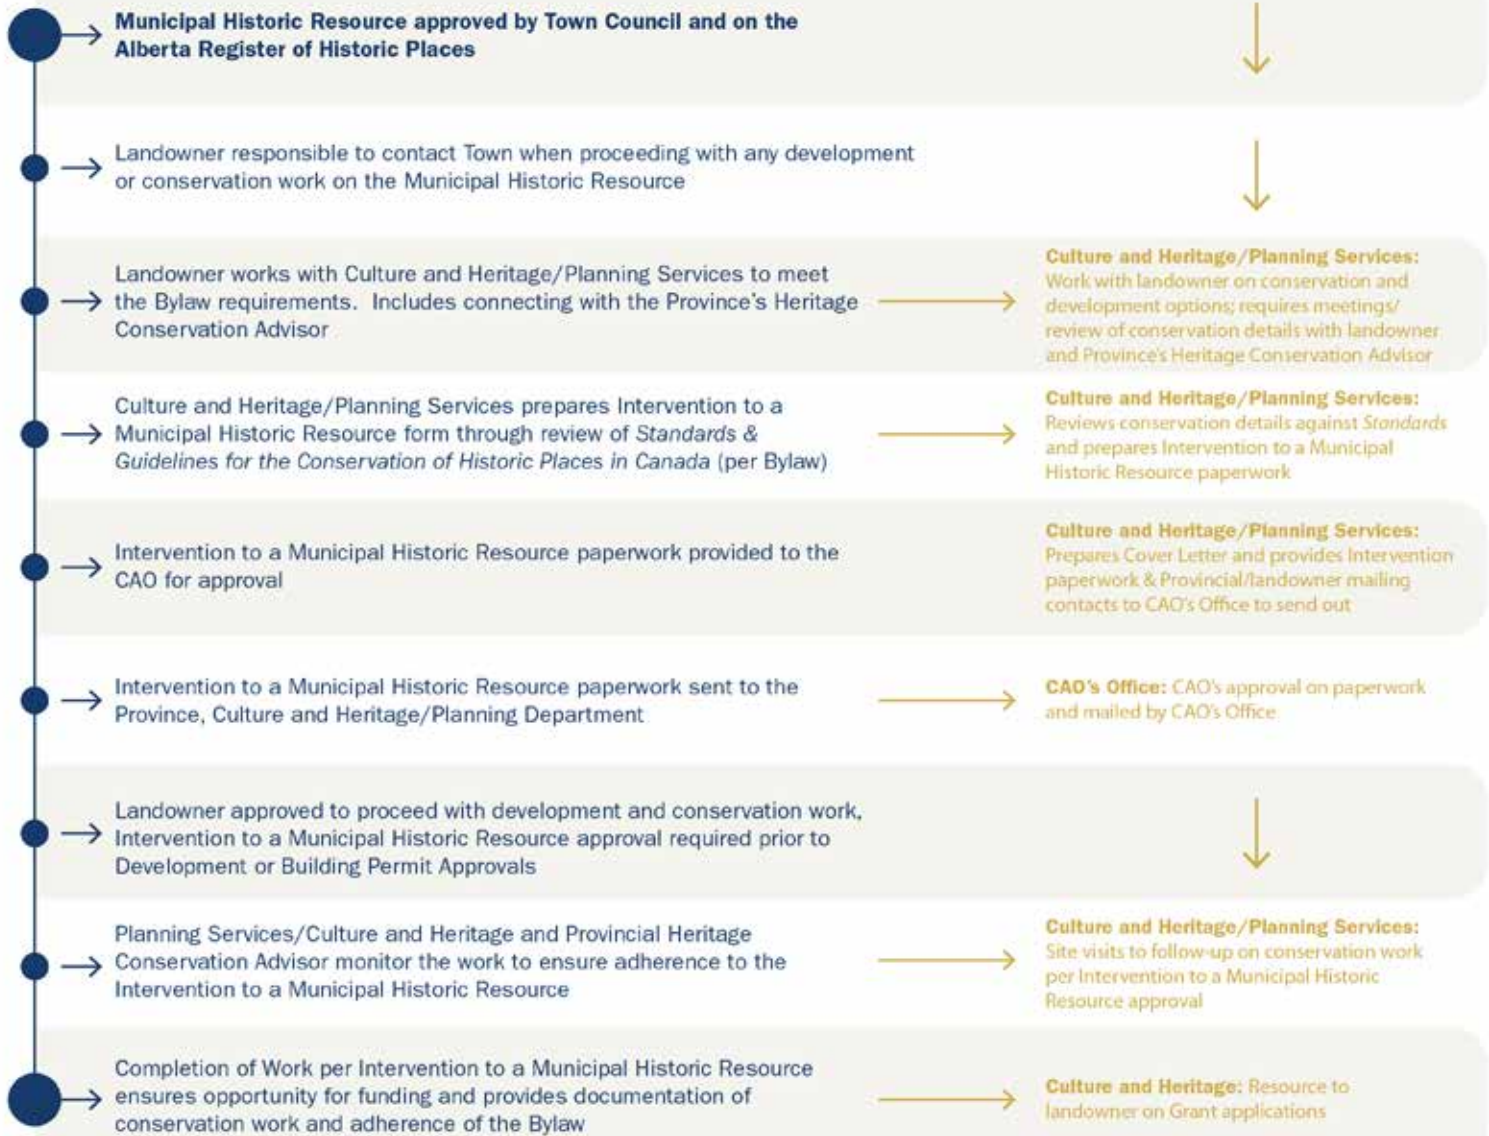 Municipal Historic Resource approved by Town Council and on the
Alberta Register of Historic Places
Landowner responsible to contact Town when proceeding with any development
or conservation work on the Municipal Historic Resource
Landowner works with Culture and Heritage/Planning Services to meet
the Bylaw requirements.  Includes connecting with the Province's Heritage
Conservation Advisor
Culture and Heritage/Planning Services:
Work with landowner on conservation and
development options; requires meetings/
review of conservation details with landowner
and Province's Heritage Conservation Advisor
Culture and Heritage/Planning Services prepares Intervention to a
Municipal Historic Resource form through review of Standards &
Guidelines for the Conservation of Historic Places in Canada (per Bylaw)
Culture and Heritage/Planning Services:
Reviews conservation details against Standards
and prepares Intervention to a Municipal
Historic Resource paperwork
Intervention to a Municipal Historic Resource paperwork provided to the
CAO for approval
Culture and Heritage/Planning Services:
Prepares Cover Letter and provides Intervention
paperwork & Provincial/landowner mailing
contacts to CAO's Office to send out
Intervention to a Municipal Historic Resource paperwork sent to the
Province, Culture and Heritage/Planning Department
CAO's Office: CAO's approval on paperwork
and mailed by CAO's Office
Landowner approved to proceed with development and conservation work,
Intervention to a Municipal Historic Resource approval required prior to
Development or Building Permit Approvals
Planning Services/Culture and Heritage and Provincial Heritage
Conservation Advisor monitor the work to ensure adherence to the
Intervention to a Municipal Historic Resource
Culture and Heritage/Planning Services:
Site visits to follow-up on conservation work
per Intervention to a Municipal Historic
Resource approval
Completion of Work per Intervention to a Municipal Historic Resource
ensures opportunity for funding and provides documentation of
conservation work and adherence of the Bylaw
Culture and Heritage: Resource to
landowner on Grant applications